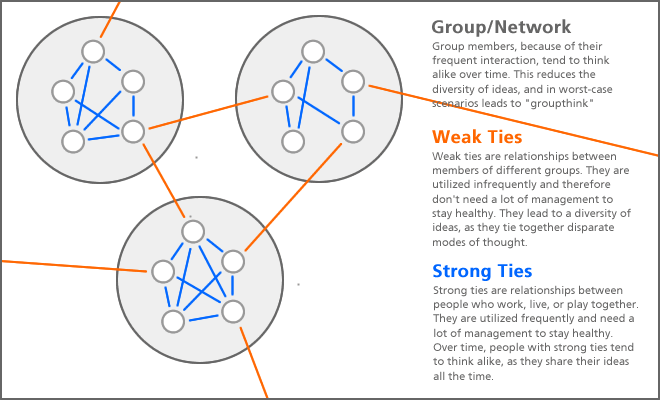 Group/Network
Group members, because of their
frequent interaction, tend to think
alike over time. This reduces the
diversity of ideas, and in worst-case
scenarios leads to "groupthink"
Weak Ties
Weak ties are relationships between
members of different groups. They are
utilized infrequently and therefore
don't need a lot of management to
stay healthy. They lead to a diversity of
ideas, as they tie together disparate
modes of thought.
Strong Ties
Strong ties are relationships between
people who work, live, or play together.
They are utilized frequently and need a
lot of management to stay healthy.
Over time, people with strong ties tend
to think alike, as they share their ideas
all the time.